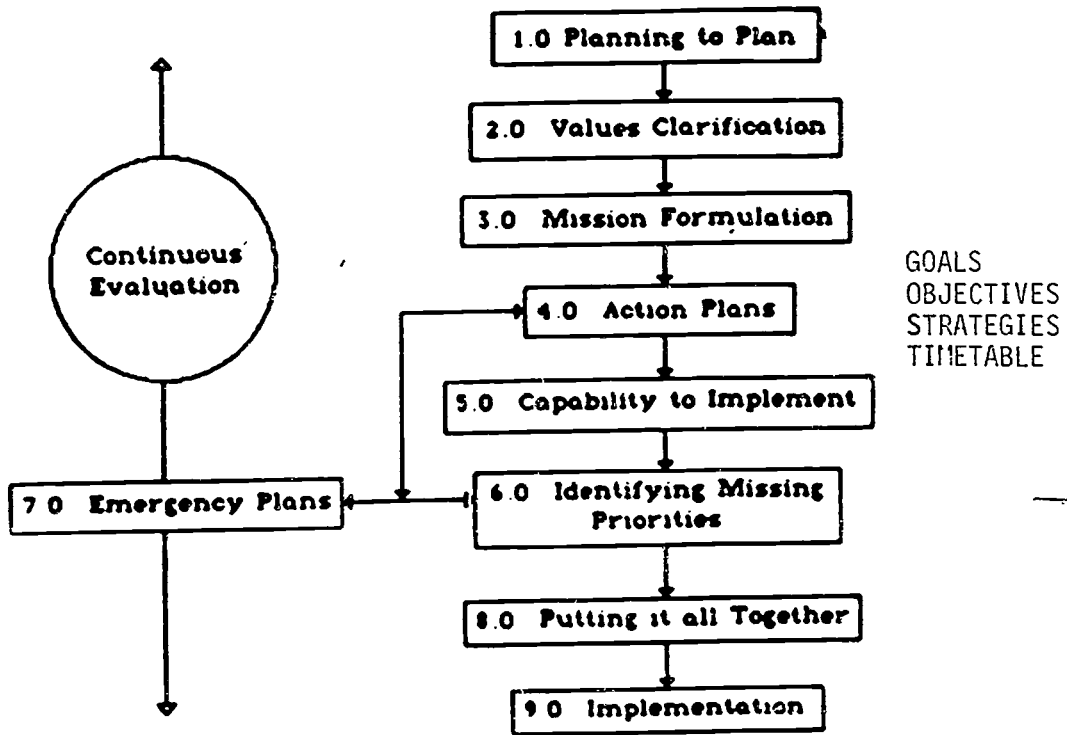 1.0 Planning to Plan
2.0 Values Clarification
3.0 Mission Formulation
Continuous
Evaluation
GOALS
OBJECTIVES
STRATEGIES
TIMETABLE
4.0 Action Plans
5.0 Capability to Implement
7 0 Emergency Plans
6.0 Identifying Missing
Priorities
8.0 Putting it all Together
9 0 Implementation